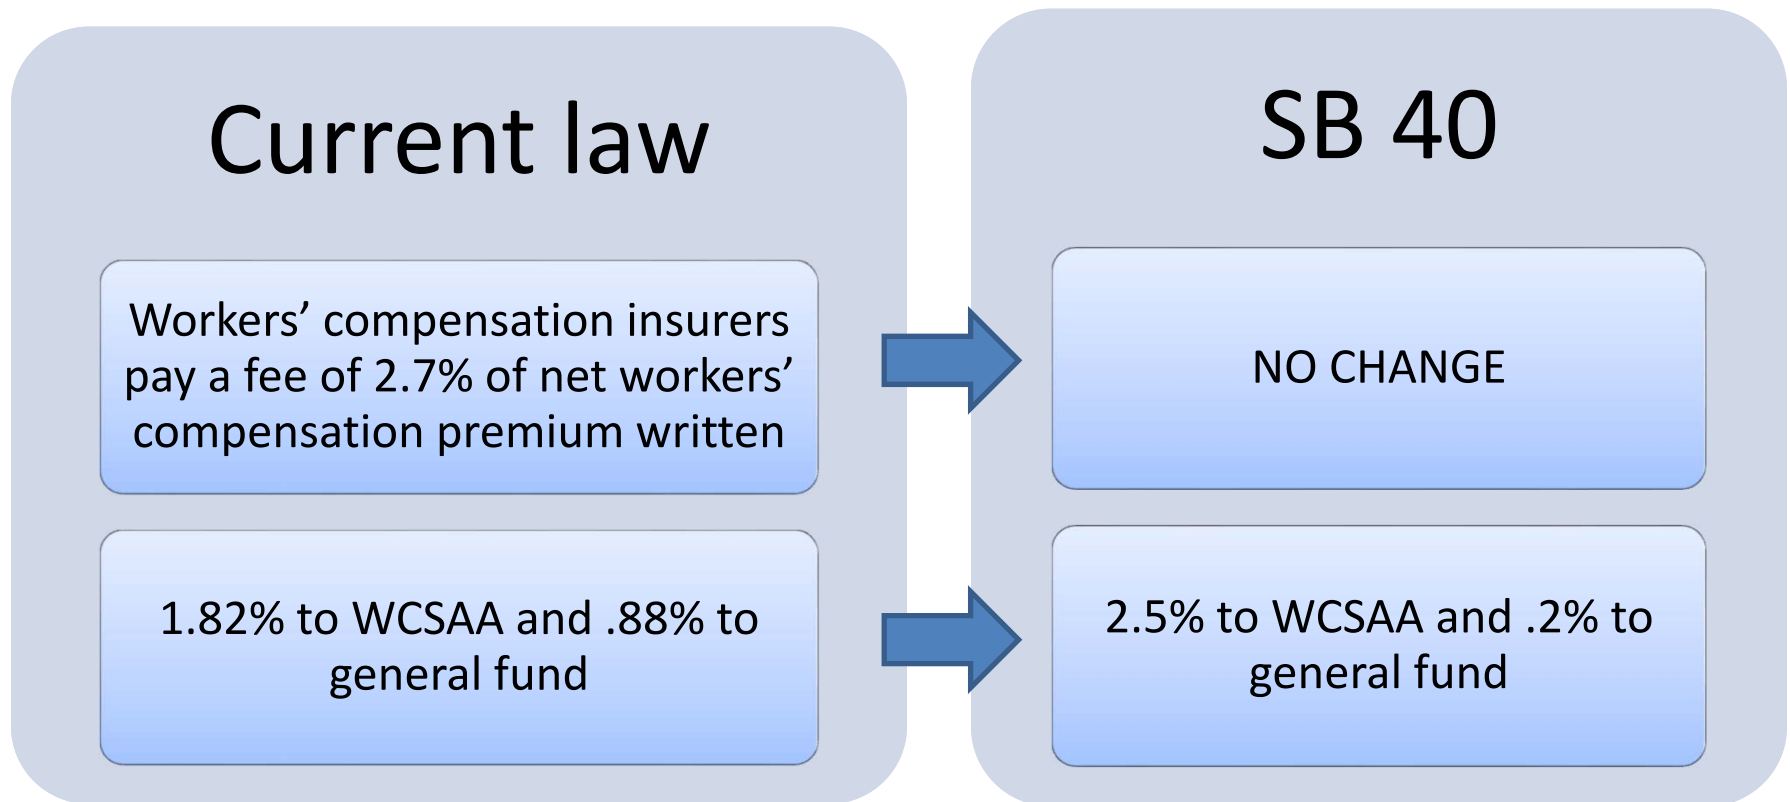 Current law
Workers’ compensation insurers
pay a fee of 2.7% of net workers’
compensation premium written
1.82% to WCSAA and .88% to
general fund
SB 40
NO CHANGE
2.5% to WCSAA and .2% to
general fund